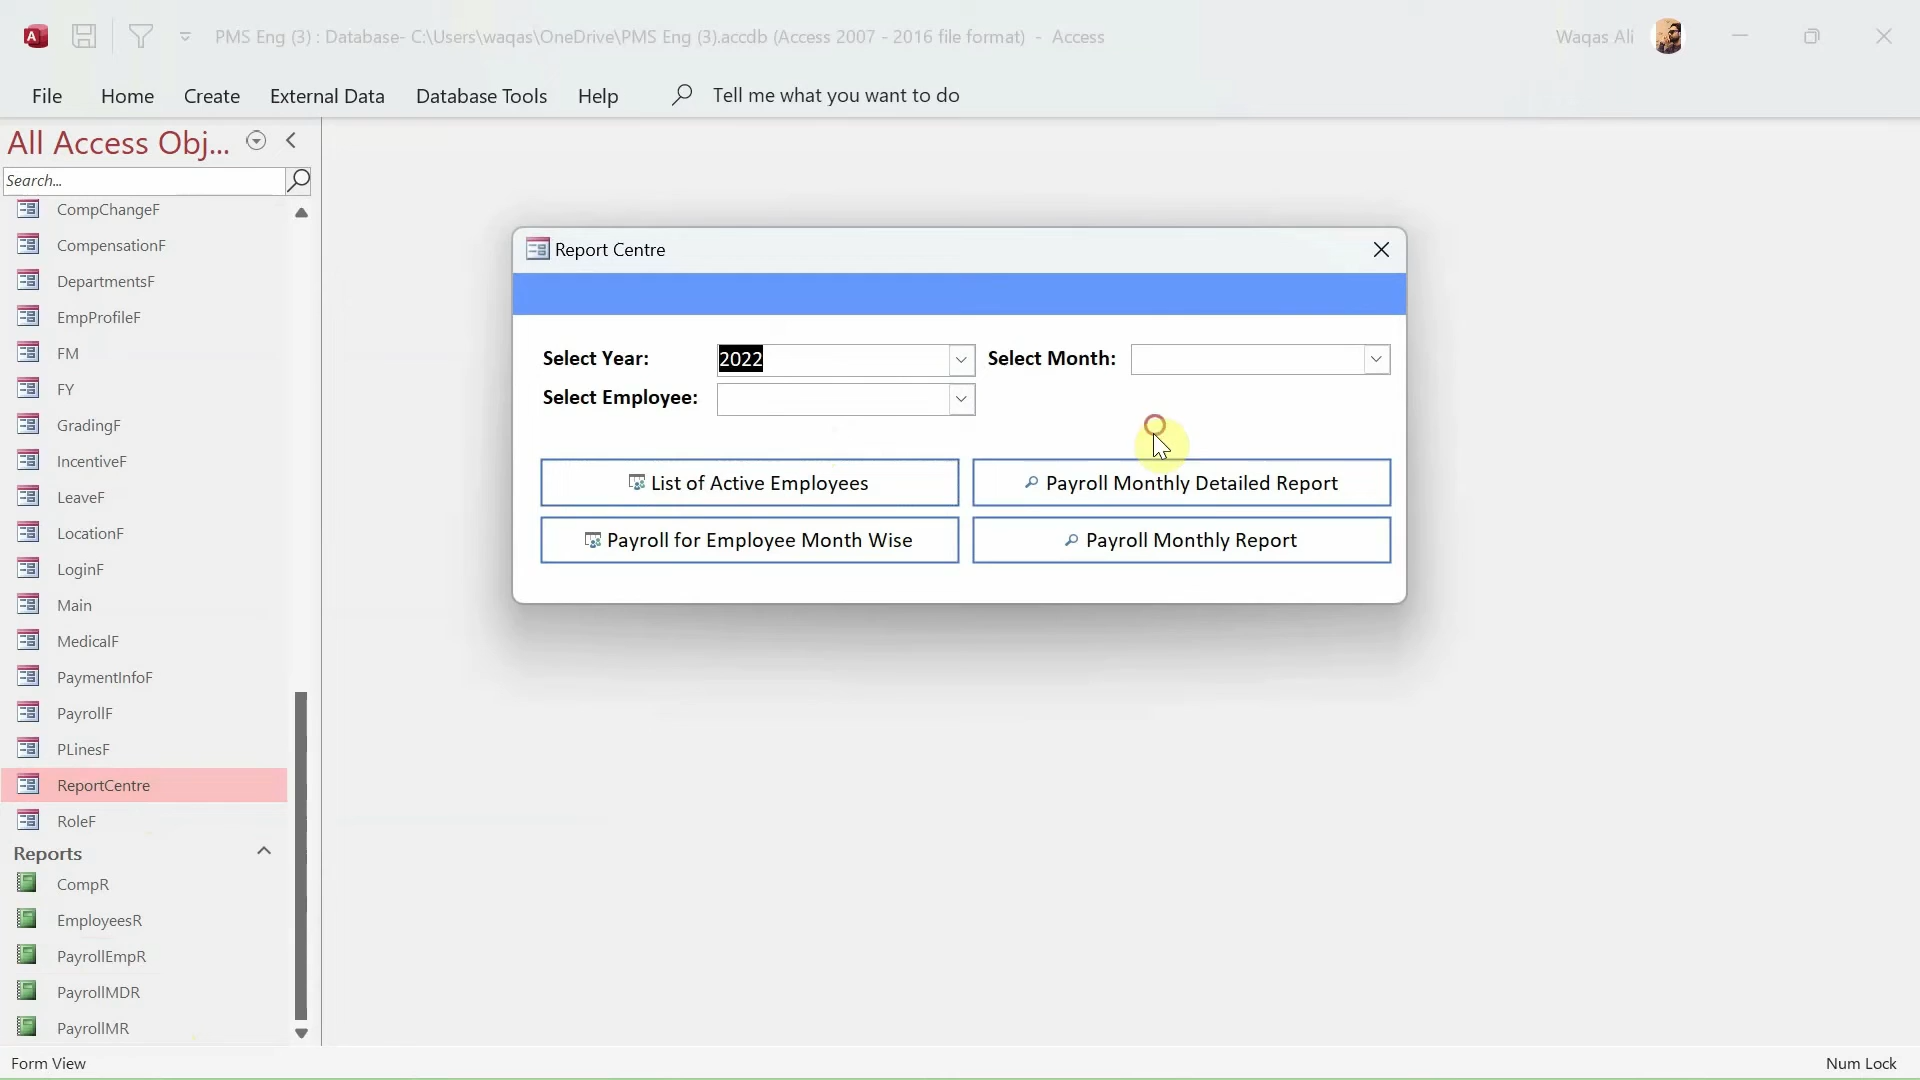 PMS Eng (3) : Database- C:\Users\waqas\OneDrive\PMS Eng (3).accdb (Access 2007 - 2016 file format) - Access
Waqas Ali
File Home Create External Data Database Tools Help Tell me what you want to do
All Access Obj...
Search...
CompChangeF
CompensationF
DepartmentsF
EmpProfileF
FM
FY
GradingF
IncentiveF
LeaveF
LocationF
LoginF
Main
MedicalF
PaymentInfoF
PayrollF
PLinesF
ReportCentre
RoleF
Reports
CompR
EmployeesR
PayrollEmpR
PayrollMDR
PayrollMR
Report Centre
Select Year: 2022 Select Month:
Select Employee:
List of Active Employees Payroll Monthly Detailed Report
Payroll for Employee Month Wise Payroll Monthly Report
Form View Num Lock